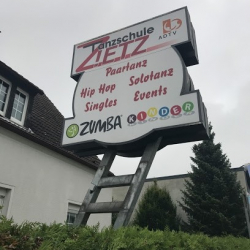 Tanzschule
ZIETZ
ADTV
Paartanz
Hip Hop Solotanz
Singles Events
ZUMBA KINDER